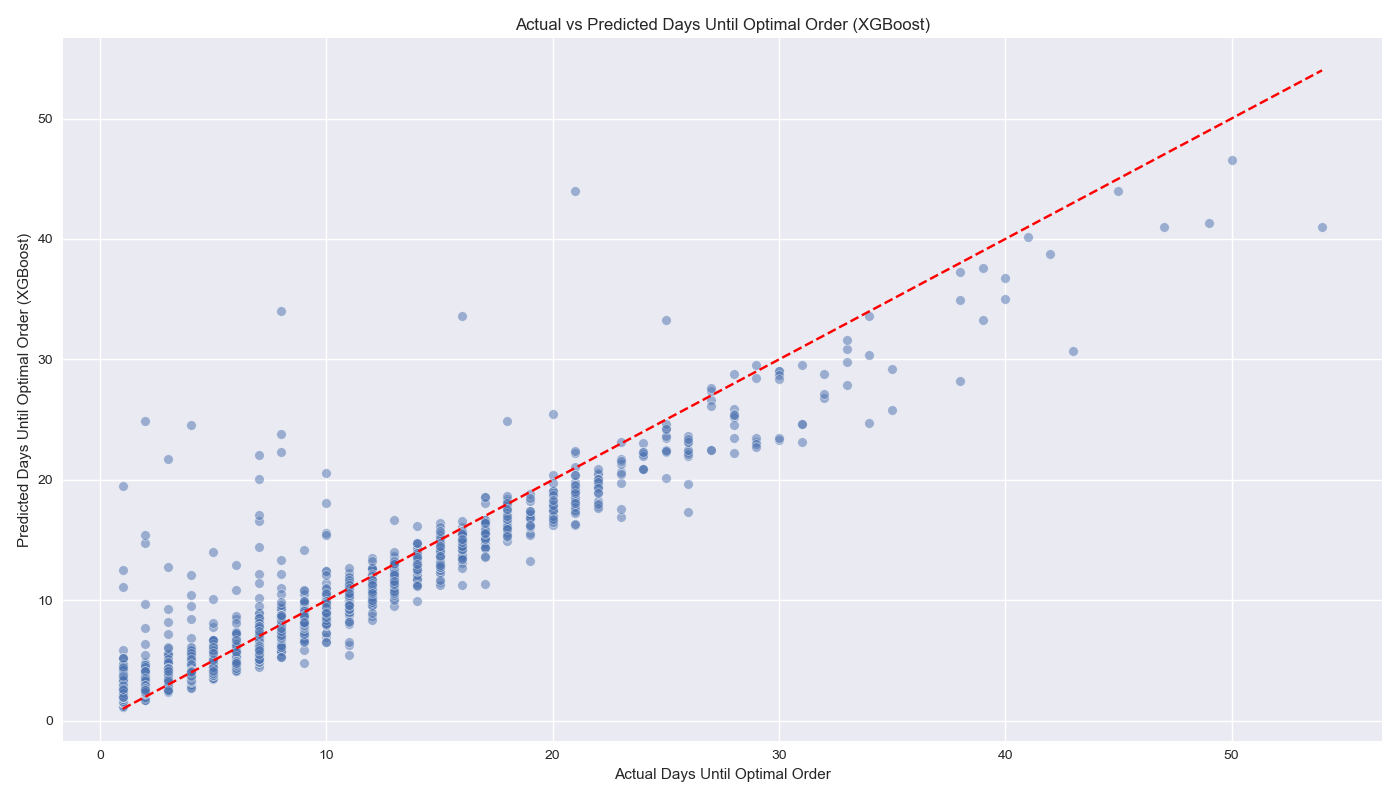 Actual vs Predicted Days Until Optimal Order (XGBoost)
Predicted Days Until Optimal Order (XGBoost)
50
40
30
20
10
0
0 10 20 30 40 50
Actual Days Until Optimal Order